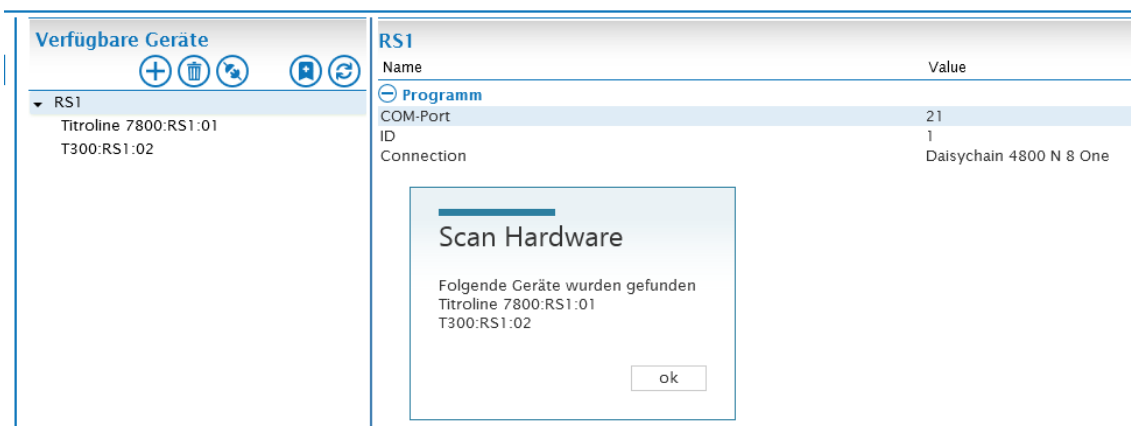 Verfügbare Geräte
RS1
Titroline 7800:RS1:01
T300:RS1:02
RS1
Name Value
Programm
COM-Port 21
ID 1
Connection Daisychain 4800 N 8 One
Scan Hardware
Folgende Geräte wurden gefunden
Titroline 7800:RS1:01
T300:RS1:02
ok